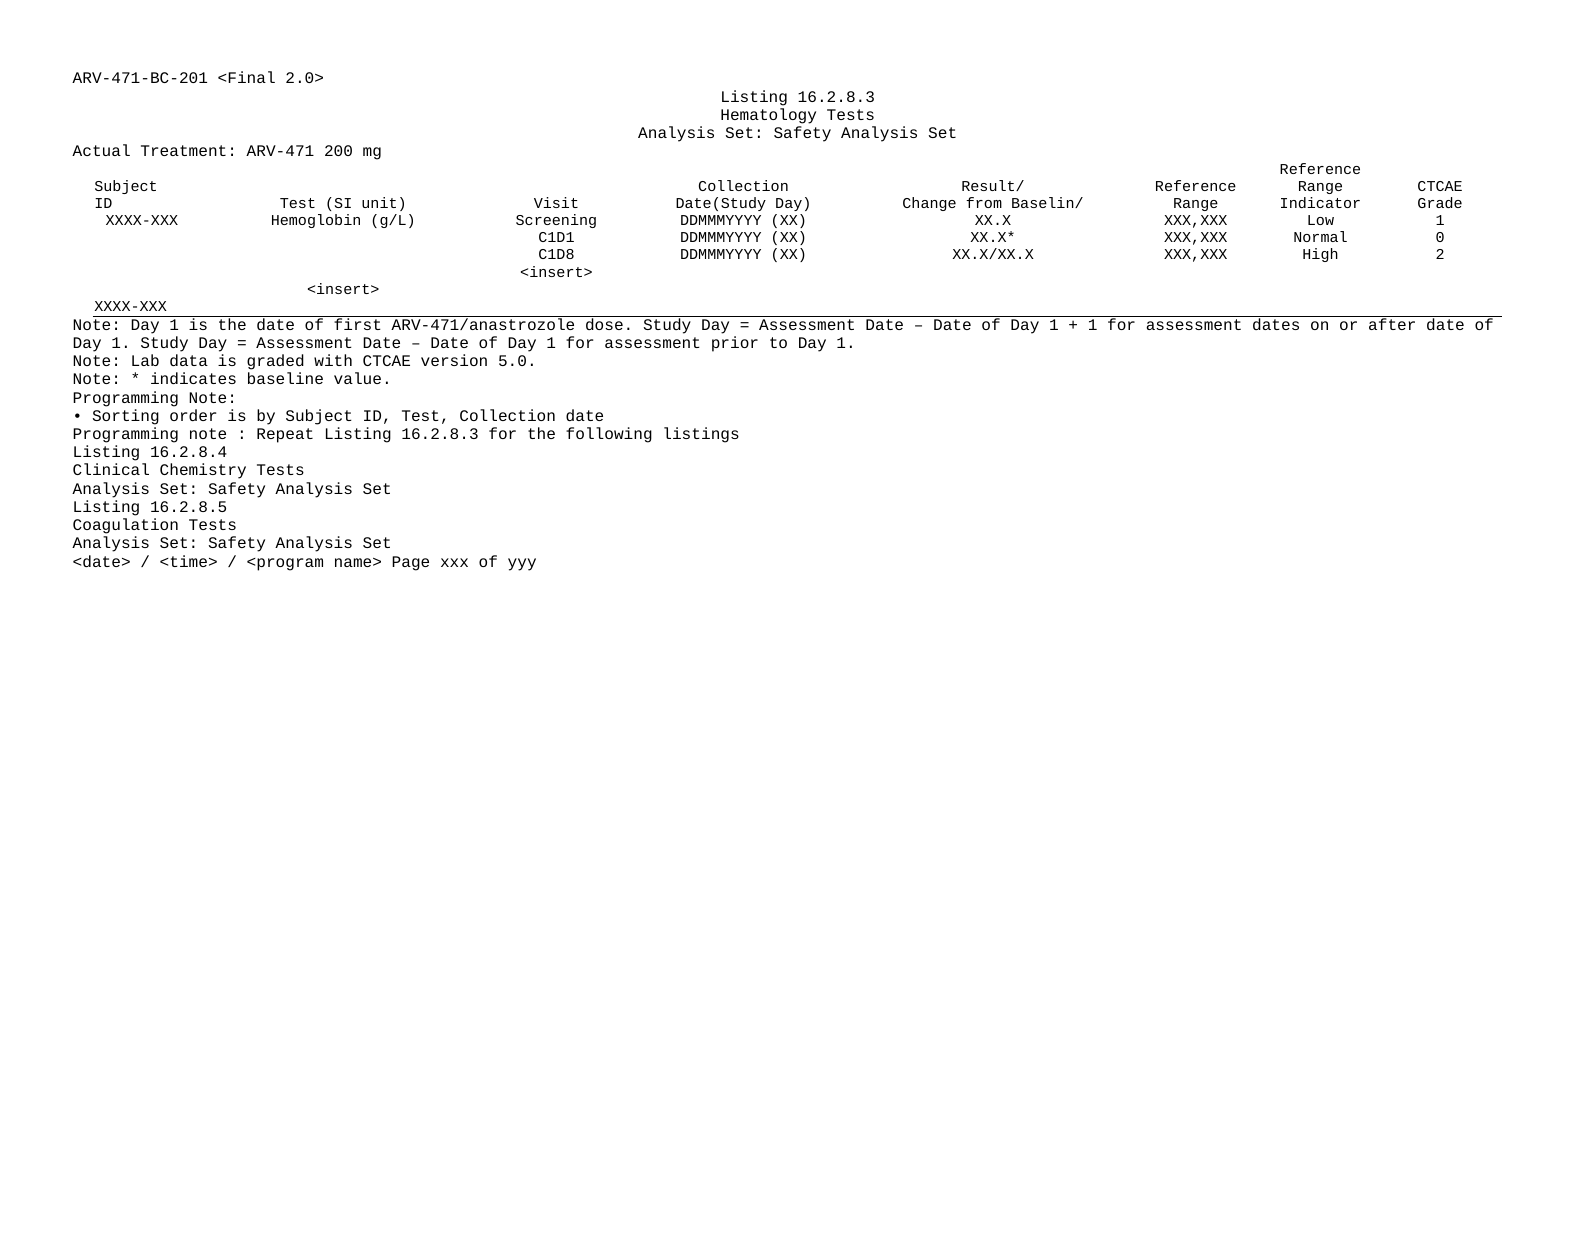 ARV-471-BC-201 <Final 2.0>
Listing 16.2.8.3
Hematology Tests
Analysis Set: Safety Analysis Set
Actual Treatment: ARV-471 200 mg
Reference
Subject Collection Result/ Reference Range CTCAE
ID Test (SI unit) Visit Date(Study Day) Change from Baselin/ Range Indicator Grade
XXXX-XXX Hemoglobin (g/L) Screening DDMMMYYYY (XX) XX.X XXX,XXX Low 1
C1D1 DDMMMYYYY (XX) XX.X* XXX,XXX Normal 0
C1D8 DDMMMYYYY (XX) XX.X/XX.X XXX,XXX High 2
<insert>
<insert>
XXXX-XXX
Note: Day 1 is the date of first ARV-471/anastrozole dose. Study Day = Assessment Date – Date of Day 1 + 1 for assessment dates on or after date of
Day 1. Study Day = Assessment Date – Date of Day 1 for assessment prior to Day 1.
Note: Lab data is graded with CTCAE version 5.0.
Note: * indicates baseline value.
Programming Note:
• Sorting order is by Subject ID, Test, Collection date
Programming note : Repeat Listing 16.2.8.3 for the following listings
Listing 16.2.8.4
Clinical Chemistry Tests
Analysis Set: Safety Analysis Set
Listing 16.2.8.5
Coagulation Tests
Analysis Set: Safety Analysis Set
<date> / <time> / <program name> Page xxx of yyy